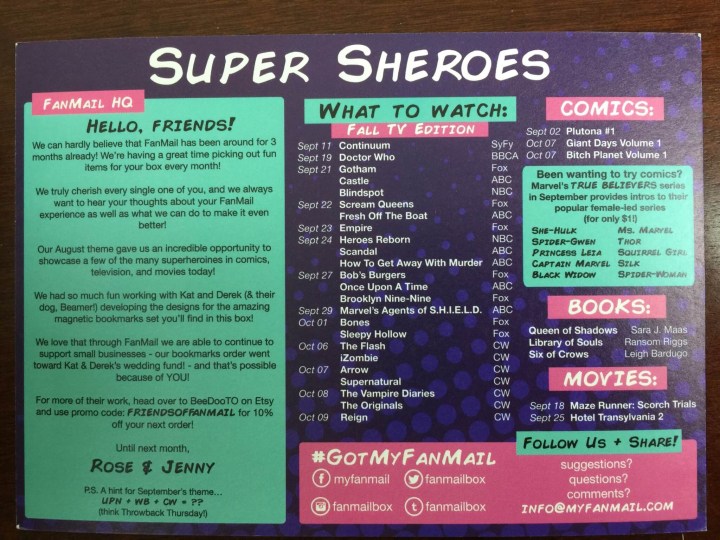 SUPER SHEROES
FANMAIL HQ
HELLO, FRIENDS!
We can hardly believe that FanMail has been around for 3
months already! We're having a great time picking out fun
items for your box every month!
We truly cherish every single one of you, and we always
want to hear your thoughts about your FanMail
experience as well as what we can do to make it even
better!
Our August theme gave us an incredible opportunity to
showcase a few of the many superheroines in comics,
television, and movies today!
We had so much fun working with Kat and Derek (& their
dog, Beamer!) developing the designs for the amazing
magnetic bookmarks set you'll find in this box!
We love that through FanMail we are able to continue to
support small businesses - our bookmarks order went
toward Kat & Derek's wedding fund! - and that's possible
because of YOU!
For more of their work, head over to BeeDooTO on Etsy
and use promo code: FRIENDSOFFANMAIL for 10%
off your next order!
Until next month,
ROSE & JENNY
P.S. A hint for September's theme...
UPN + WB + CW = ??
(think Throwback Thursday!)
WHAT TO WATCH:
FALL TV EDITION
Sept 11 Continuum SyFy
Sept 19 Doctor Who BBCA
Sept 21 Gotham Fox
Castle ABC
Blindspot NBC
Sept 22 Scream Queens Fox
Fresh Off The Boat ABC
Sept 23 Empire Fox
Sept 24 Heroes Reborn NBC
Scandal ABC
How To Get Away With Murder ABC
Sept 27 Bob's Burgers Fox
Once Upon A Time ABC
Brooklyn Nine-Nine Fox
Sept 29 Marvel's Agents of S.H.I.E.L.D. ABC
Oct 01 Bones Fox
Sleepy Hollow Fox
Oct 06 The Flash CW
iZombie CW
Oct 07 Arrow CW
Supernatural CW
Oct 08 The Vampire Diaries CW
The Originals CW
Oct 09 Reign CW
COMICS:
Sept 02 Plutona #1
Oct 07 Giant Days Volume 1
Oct 07 Bitch Planet Volume 1
Been wanting to try comics?
Marvel's TRUE BELIEVERS series
in September provides intros to their
popular female-led series
(for only $1!)
SHE-HULK MS. MARVEL
SPIDER-GWEN THOR
PRINCESS LEIA SQUIRREL GIRL
CAPTAIN MARVEL SILK
BLACK WIDOW SPIDER-WOMAN
BOOKS:
Queen of Shadows Sara J. Maas
Library of Souls Ransom Riggs
Six of Crows Leigh Bardugo
MOVIES:
Sept 18 Maze Runner: Scorch Trials
Sept 25 Hotel Transylvania 2
#GOTMYFANMAIL
myfanmail fanmailbox
fanmailbox fanmailbox
FOLLOW US + SHARE!
suggestions?
questions?
comments?
INFO@MYFANMAIL.COM